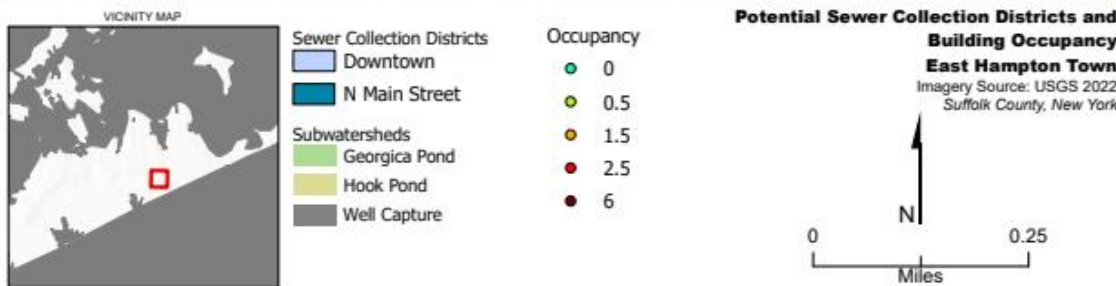 VICINITY MAP
Sewer Collection Districts
Downtown
N Main Street
Subwatersheds
Georgica Pond
Hook Pond
Well Capture
Occupancy
0
0.5
1.5
2.5
6
Potential Sewer Collection Districts and
Building Occupancy
East Hampton Town
Imagery Source: USGS 2022
Suffolk County, New York
N
0 0.25
Miles